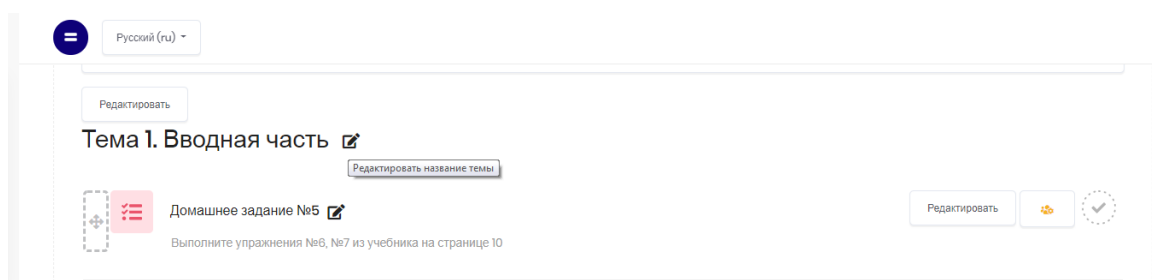 Русский (ru)
Редактировать
Тема 1. Вводная часть
Редактировать название темы
Домашнее задание №5
Редактировать
Выполните упражнения №6, №7 из учебника на странице 10